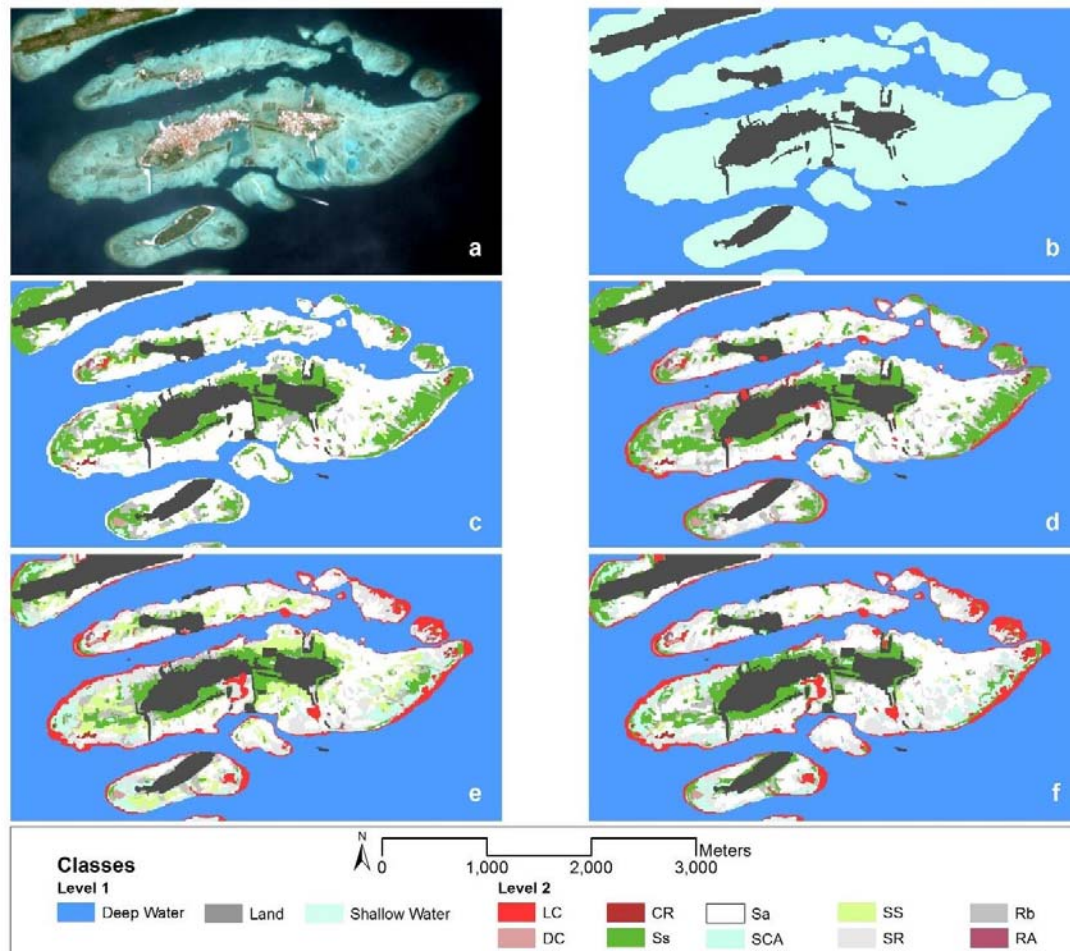 a
b
c
d
e
f
N
0 1,000 2,000 3,000 Meters
Classes
Level 1
Deep Water Land Shallow Water
Level 2
LC CR Sa SS Rb
DC Ss SCA SR RA